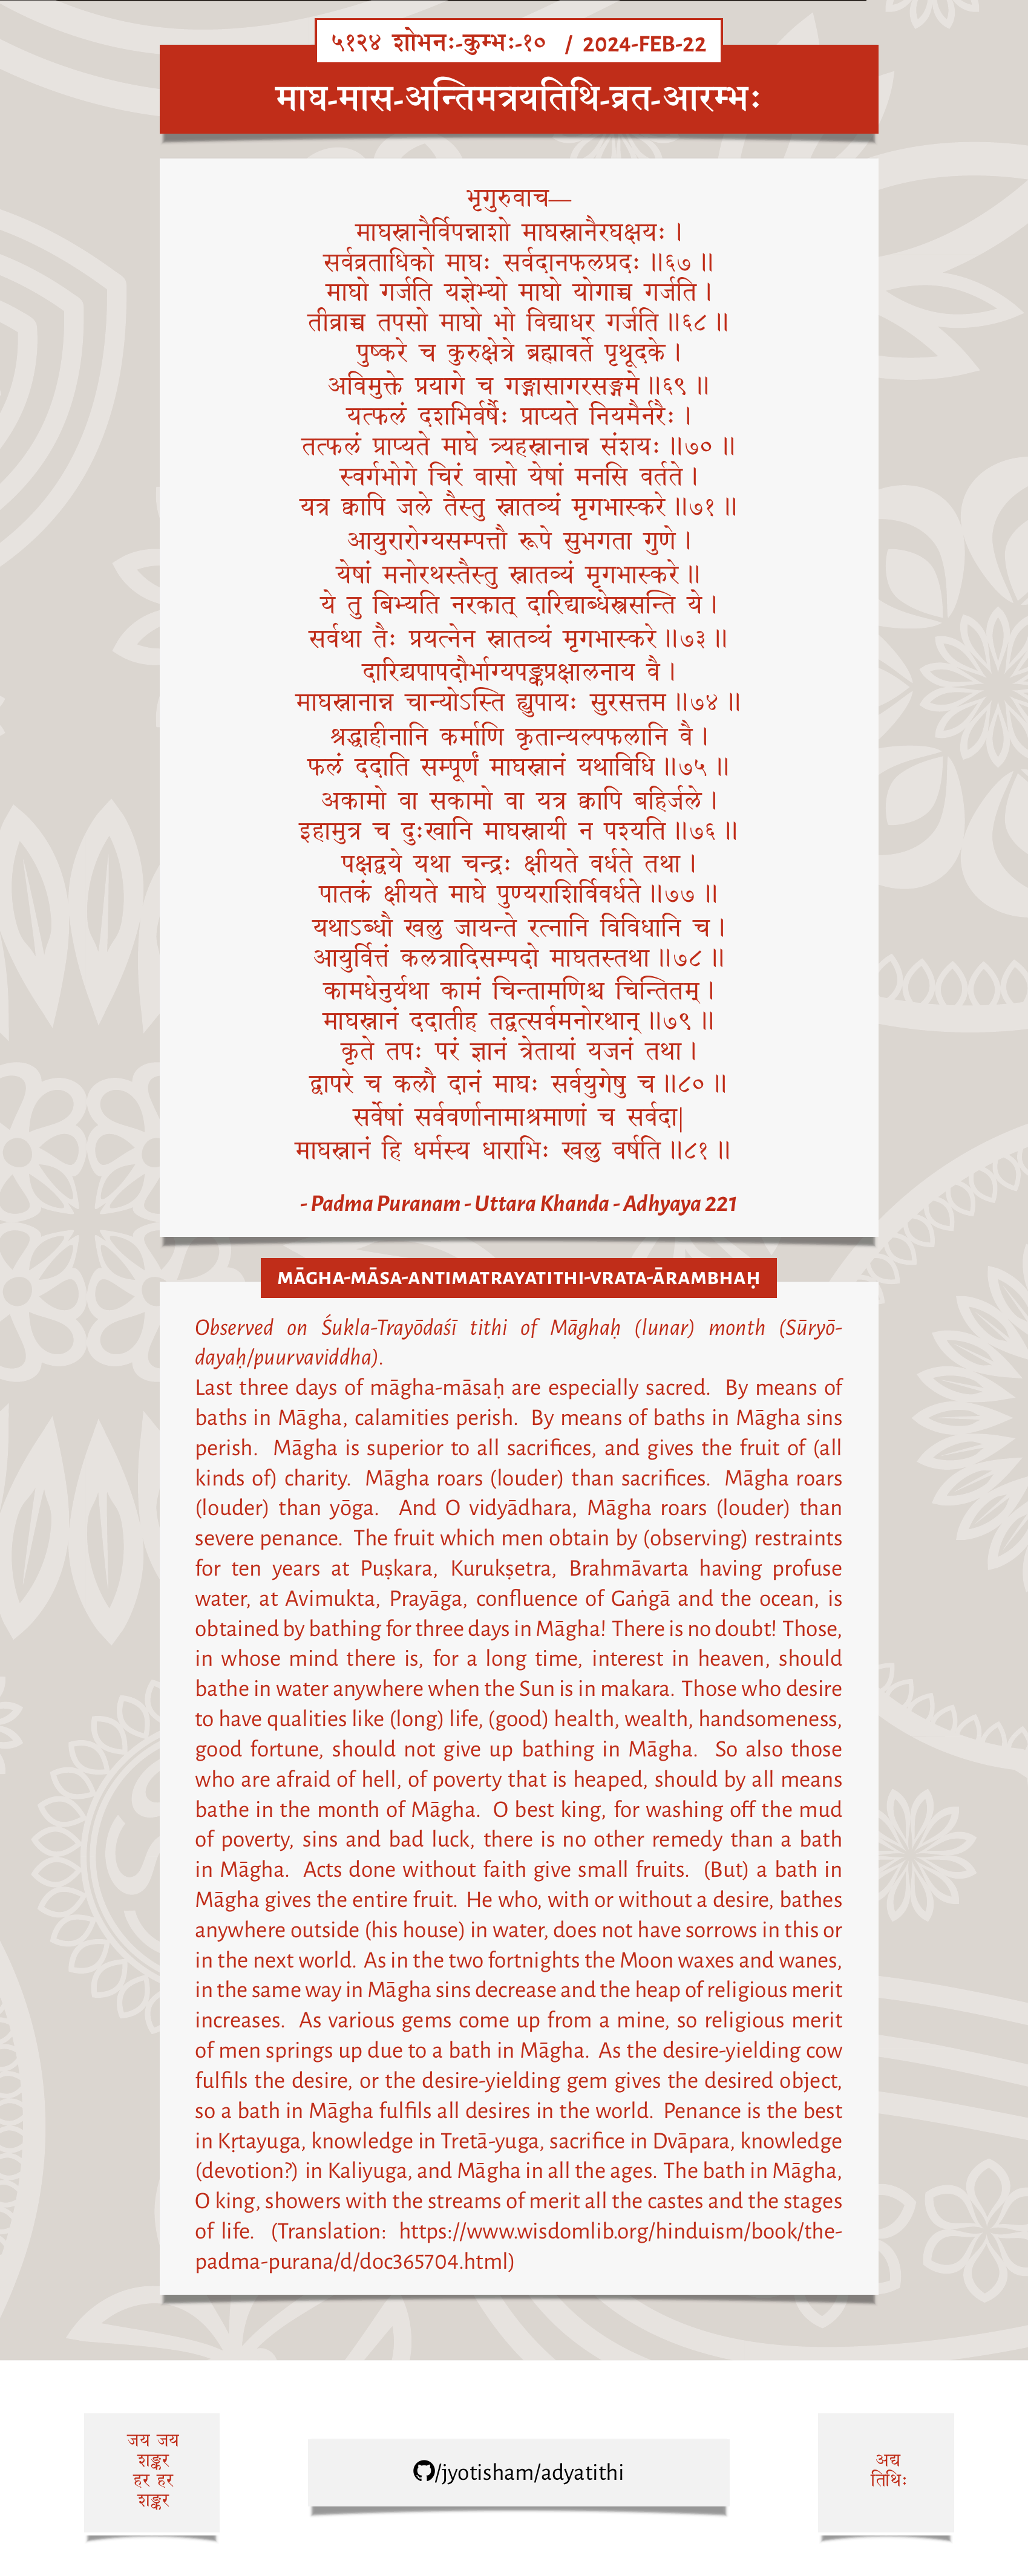 ५१२४ शोभनः-कुम्भः-१० / 2024-FEB-22
माघ-मास-अन्तिमत्रयतिथि-व्रत-आरम्भः
भृगुरुवाच—
माघस्नानैर्विपन्नाशो माघस्नानैरघक्षयः ।
सर्वव्रताधिको माघः सर्वदानफलप्रदः ॥६७॥
माघो गर्जति यज्ञेभ्यो माघो योगाच्च गर्जति ।
तीव्राच्च तपसो माघो भो विद्याधर गर्जति ॥६८॥
पुष्करे च कुरुक्षेत्रे ब्रह्मावर्ते पृथूदके ।
अविमुक्ते प्रयागे च गङ्गासागरसङ्गमे ॥६९॥
यत्फलं दशभिर्वर्षैः प्राप्यते नियमैर्नरैः ।
तत्फलं प्राप्यते माघे त्र्यहस्नानान्न संशयः ॥७०॥
स्वर्गभोगे चिरं वासो येषां मनसि वर्तते ।
यत्र क्वापि जले तैस्तु स्नातव्यं मृगभास्करे ॥७१॥
आयुरारोग्यसम्पत्तौ रूपे सुभगता गुणे ।
येषां मनोरथस्तैस्तु स्नातव्यं मृगभास्करे ॥
ये तु बिभ्यति नरकात् दारिद्याब्धेस्त्रसन्ति ये ।
सर्वथा तैः प्रयत्नेन स्नातव्यं मृगभास्करे ॥७३॥
दारिद्र्यपापदौर्भाग्यपङ्कप्रक्षालनाय वै ।
माघस्नानान्न चान्योऽस्ति ह्युपायः सुरसत्तम ॥७४॥
श्रद्धाहीनानि कर्माणि कृतान्यल्पफलानि वै ।
फलं ददाति सम्पूर्णं माघस्नानं यथाविधि ॥७५॥
अकामो वा सकामो वा यत्र क्वापि बहिर्जले ।
इहामुत्र च दुःखानि माघस्नायी न पश्यति ॥७६॥
पक्षद्वये यथा चन्द्रः क्षीयते वर्धते तथा ।
पातकं क्षीयते माघे पुण्यराशिर्विवर्धते ॥७७॥
यथाऽब्धौ खलु जायन्ते रत्नानि विविधानि च ।
आयुर्वित्तं कलत्रादिसम्पदो माघतस्तथा ॥७८॥
कामधेनुर्यथा कामं चिन्तामणिश्च चिन्तितम् ।
माघस्नानं ददातीह तद्वत्सर्वमनोरथान् ॥७९॥
कृते तपः परं ज्ञानं त्रेतायां यजनं तथा ।
द्वापरे च कलौ दानं माघः सर्वयुगेषु च ॥८०॥
सर्वेषां सर्ववर्णानामाश्रमाणां च सर्वदा|
माघस्नानं हि धर्मस्य धाराभिः खलु वर्षति ॥८१॥
- Padma Puranam - Uttara Khanda - Adhyaya 221
MĀGHA-MĀSA-ANTIMATRAYATITHI-VRATA-ĀRAMBHAḤ
Observed on Śukla-Trayōdaśī tithi of Māghaḥ (lunar) month (Sūryō-
dayaḥ/puurvaviddha).
Last three days of māgha-māsaḥ are especially sacred. By means of
baths in Māgha, calamities perish. By means of baths in Māgha sins
perish. Māgha is superior to all sacrifices, and gives the fruit of (all
kinds of) charity. Māgha roars (louder) than sacrifices. Māgha roars
(louder) than yōga. And O vidyādhara, Māgha roars (louder) than
severe penance. The fruit which men obtain by (observing) restraints
for ten years at Puṣkara, Kurukṣetra, Brahmāvarta having profuse
water, at Avimukta, Prayāga, confluence of Gaṅgā and the ocean, is
obtained by bathing for three days in Māgha! There is no doubt! Those,
in whose mind there is, for a long time, interest in heaven, should
bathe in water anywhere when the Sun is in makara. Those who desire
to have qualities like (long) life, (good) health, wealth, handsomeness,
good fortune, should not give up bathing in Māgha. So also those
who are afraid of hell, of poverty that is heaped, should by all means
bathe in the month of Māgha. O best king, for washing off the mud
of poverty, sins and bad luck, there is no other remedy than a bath
in Māgha. Acts done without faith give small fruits. (But) a bath in
Māgha gives the entire fruit. He who, with or without a desire, bathes
anywhere outside (his house) in water, does not have sorrows in this or
in the next world. As in the two fortnights the Moon waxes and wanes,
in the same way in Māgha sins decrease and the heap of religious merit
increases. As various gems come up from a mine, so religious merit
of men springs up due to a bath in Māgha. As the desire-yielding cow
fulfils the desire, or the desire-yielding gem gives the desired object,
so a bath in Māgha fulfils all desires in the world. Penance is the best
in Kṛtayuga, knowledge in Tretā-yuga, sacrifice in Dvāpara, knowledge
(devotion?) in Kaliyuga, and Māgha in all the ages. The bath in Māgha,
O king, showers with the streams of merit all the castes and the stages
of life. (Translation: https://www.wisdomlib.org/hinduism/book/the-
padma-purana/d/doc365704.html)
जय जय
शङ्कर
हर हर
शङ्कर
/jyotisham/adyatithi
अद्य
तिथिः